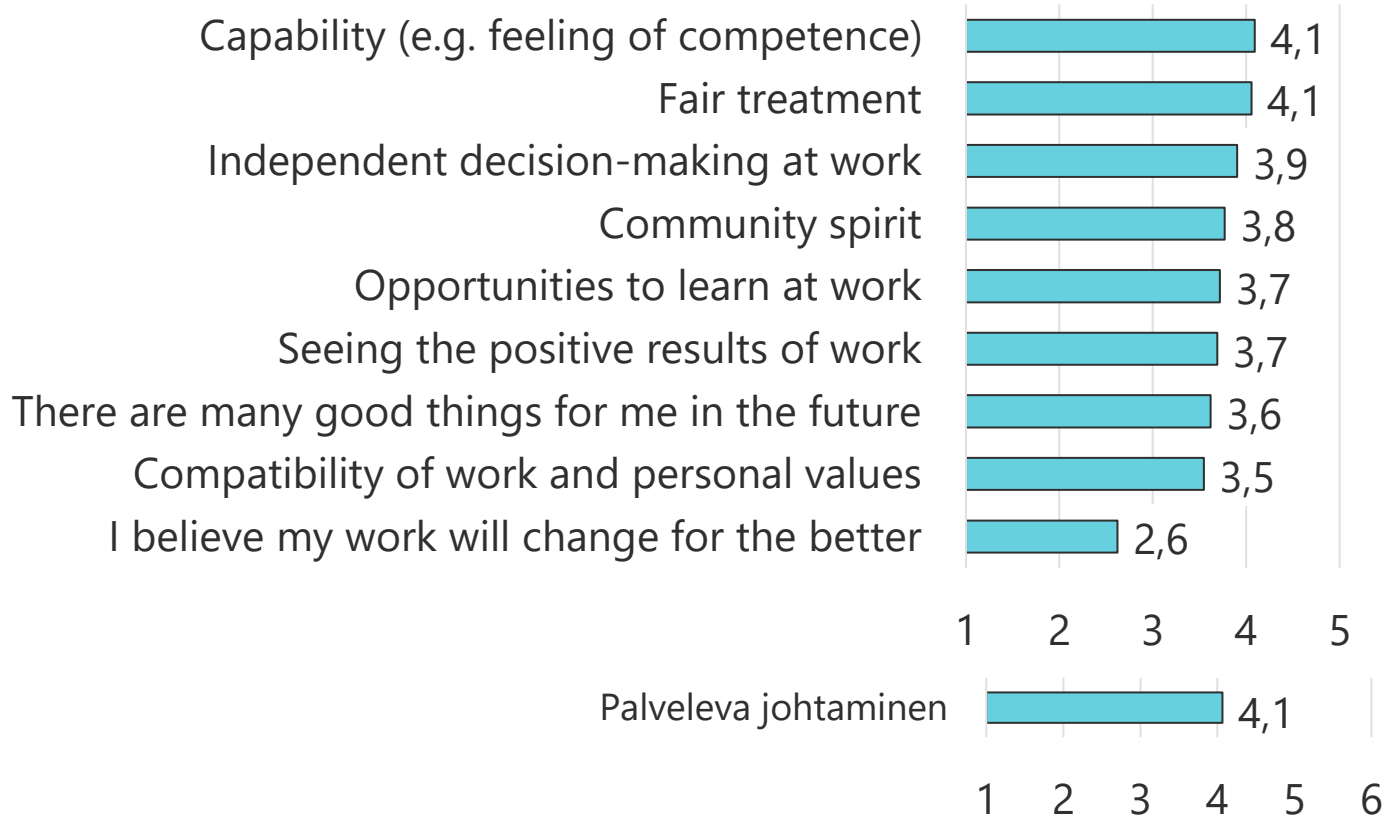 Capability (e.g. feeling of competence) 4,1
Fair treatment 4,1
Independent decision-making at work 3,9
Community spirit 3,8
Opportunities to learn at work 3,7
Seeing the positive results of work 3,7
There are many good things for me in the future 3,6
Compatibility of work and personal values 3,5
I believe my work will change for the better 2,6
1 2 3 4 5
Palveleva johtaminen 4,1
1 2 3 4 5 6